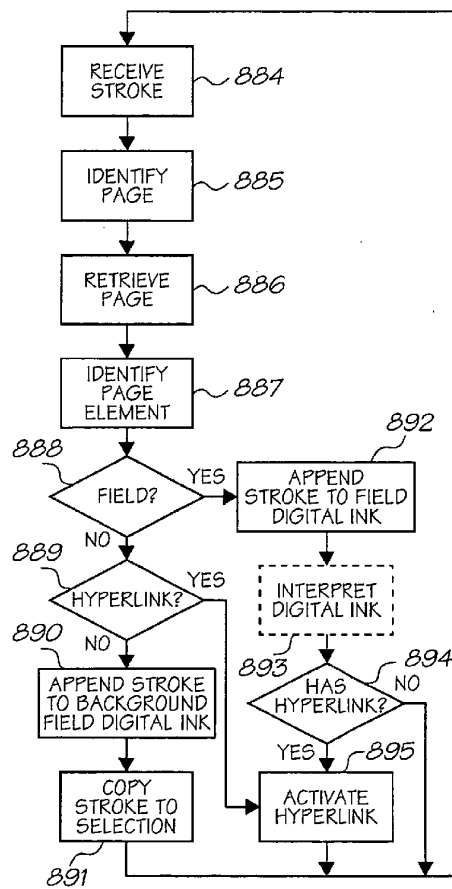 RECEIVE
STROKE
884
IDENTIFY
PAGE
885
RETRIEVE
PAGE
886
IDENTIFY
PAGE
ELEMENT
887
888
FIELD?
YES
NO
892
APPEND
STROKE TO FIELD
DIGITAL INK
889
HYPERLINK?
YES
NO
INTERPRET
DIGITAL INK
893
890
APPEND STROKE
TO BACKGROUND
FIELD DIGITAL INK
894
HAS
HYPERLINK?
NO
YES
895
COPY
STROKE TO
SELECTION
891
ACTIVATE
HYPERLINK